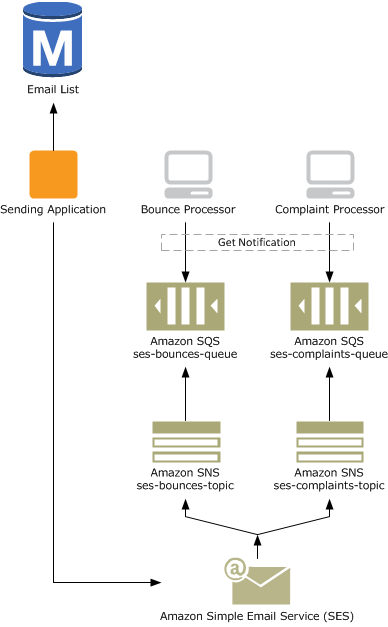 M
Email List
Sending Application
Bounce Processor
Complaint Processor
Get Notification
Amazon SQS
ses-bounces-queue
Amazon SQS
ses-complaints-queue
Amazon SNS
ses-bounces-topic
Amazon SNS
ses-complaints-topic
@
Amazon Simple Email Service (SES)